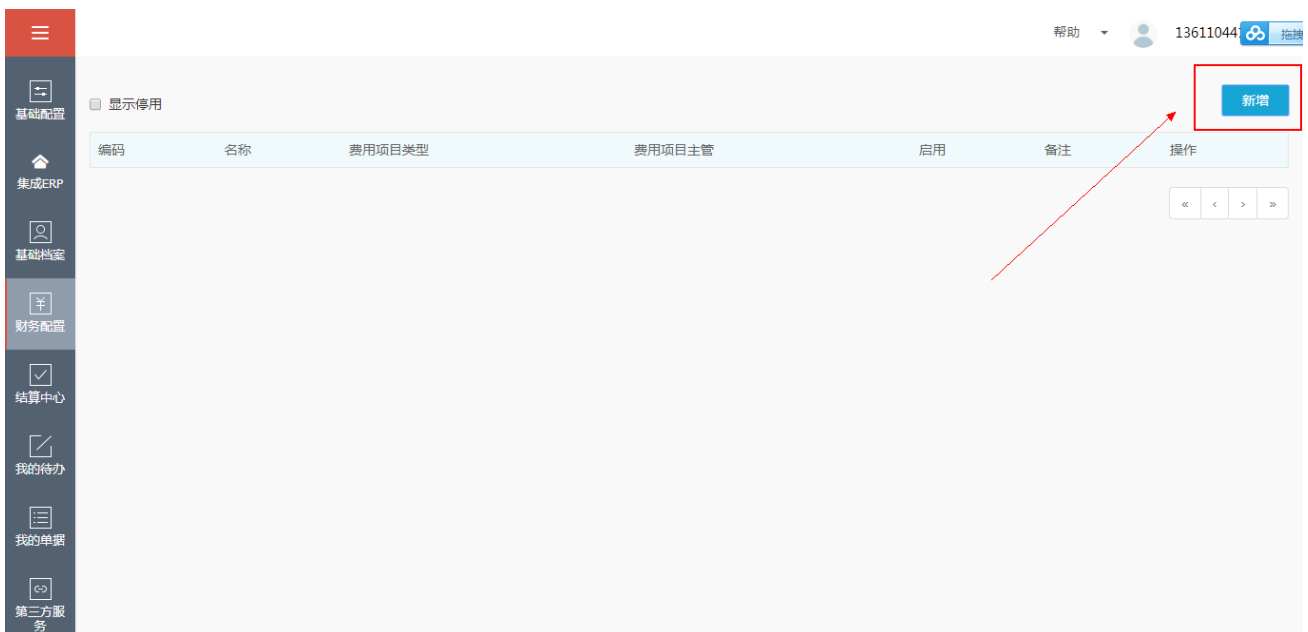 帮助
13611044
拖拽
基础配置
显示停用
新增
编码 名称 费用项目类型 费用项目主管 启用 备注 操作
集成ERP
« ‹ › »
基础档案
财务配置
结算中心
我的待办
我的单据
第三方服
务